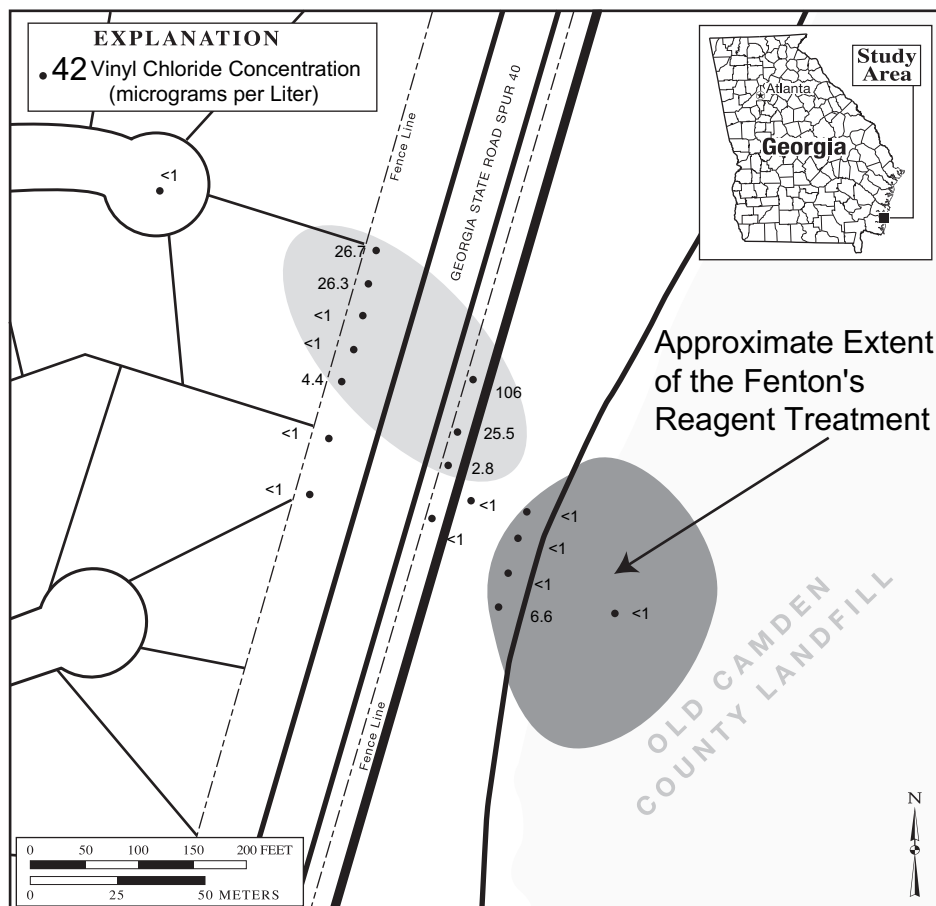 EXPLANATION
42 Vinyl Chloride Concentration
(micrograms per Liter)
Study
Area
Atlanta
Georgia
Fence Line
GEORGIA STATE ROAD SPUR 40
<1
26.7
26.3
<1
<1
4.4
<1
<1
106
25.5
2.8
<1
<1
Approximate Extent
of the Fenton's
Reagent Treatment
<1
<1
<1
6.6
<1
OLD CAMDEN
COUNTY LANDFILL
Fence Line
N
0 50 100 150 200 FEET
0 25 50 METERS